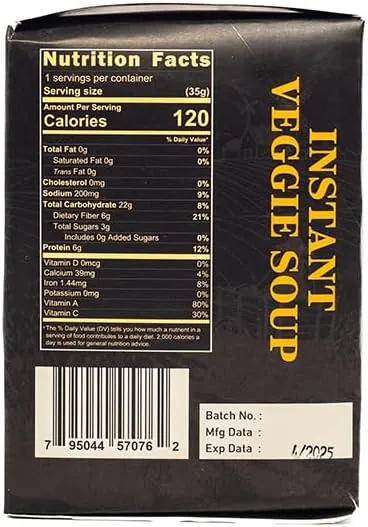 Nutrition Facts
1 servings per container
Serving size (35g)
Amount Per Serving
Calories 120
% Daily Value*
Total Fat 0g 0%
Saturated Fat 0g 0%
Trans Fat 0g
Cholesterol 0mg 0%
Sodium 200mg 9%
Total Carbohydrate 22g 8%
Dietary Fiber 6g 21%
Total Sugars 3g
Includes 0g Added Sugars 0%
Protein 6g 12%
Vitamin D 0mcg 0%
Calcium 39mg 4%
Iron 1.44mg 8%
Potassium 0mg 0%
Vitamin A 80%
Vitamin C 30%
*The % Daily Value (DV) tells you how much a nutrient in a
serving of food contributes to a daily diet. 2,000 calories a
day is used for general nutrition advice.
INSTANT
VEGGIE SOUP
7 95044 57076 2
Batch No. :
Mfg Data :
Exp Data : /2025